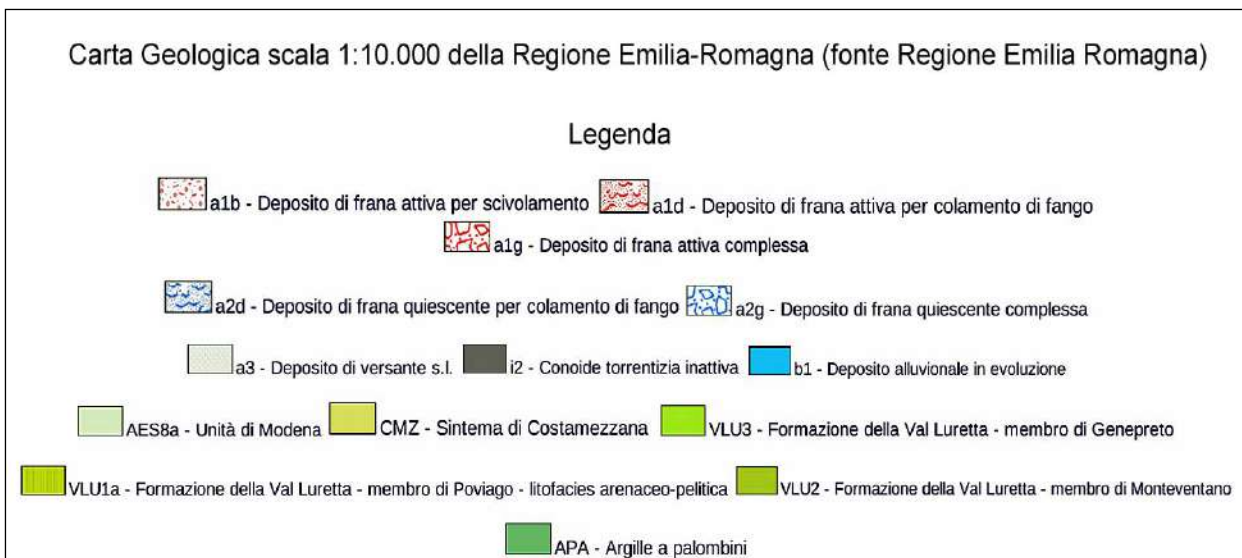 Carta Geologica scala 1:10.000 della Regione Emilia-Romagna (fonte Regione Emilia Romagna)
Legenda
a1b - Deposito di frana attiva per scivolamento a1d - Deposito di frana attiva per colamento di fango
a1g - Deposito di frana attiva complessa
a2d - Deposito di frana quiescente per colamento di fango a2g - Deposito di frana quiescente complessa
a3 - Deposito di versante s.l. i2 - Conoide torrentizia inattiva b1 - Deposito alluvionale in evoluzione
AES8a - Unità di Modena CMZ - Sintema di Costamezzana VLU3 - Formazione della Val Luretta - membro di Genepreto
VLU1a - Formazione della Val Luretta - membro di Poviago - litofacies arenaceo-pelitica VLU2 - Formazione della Val Luretta - membro di Monteventano
APA - Argille a palombini